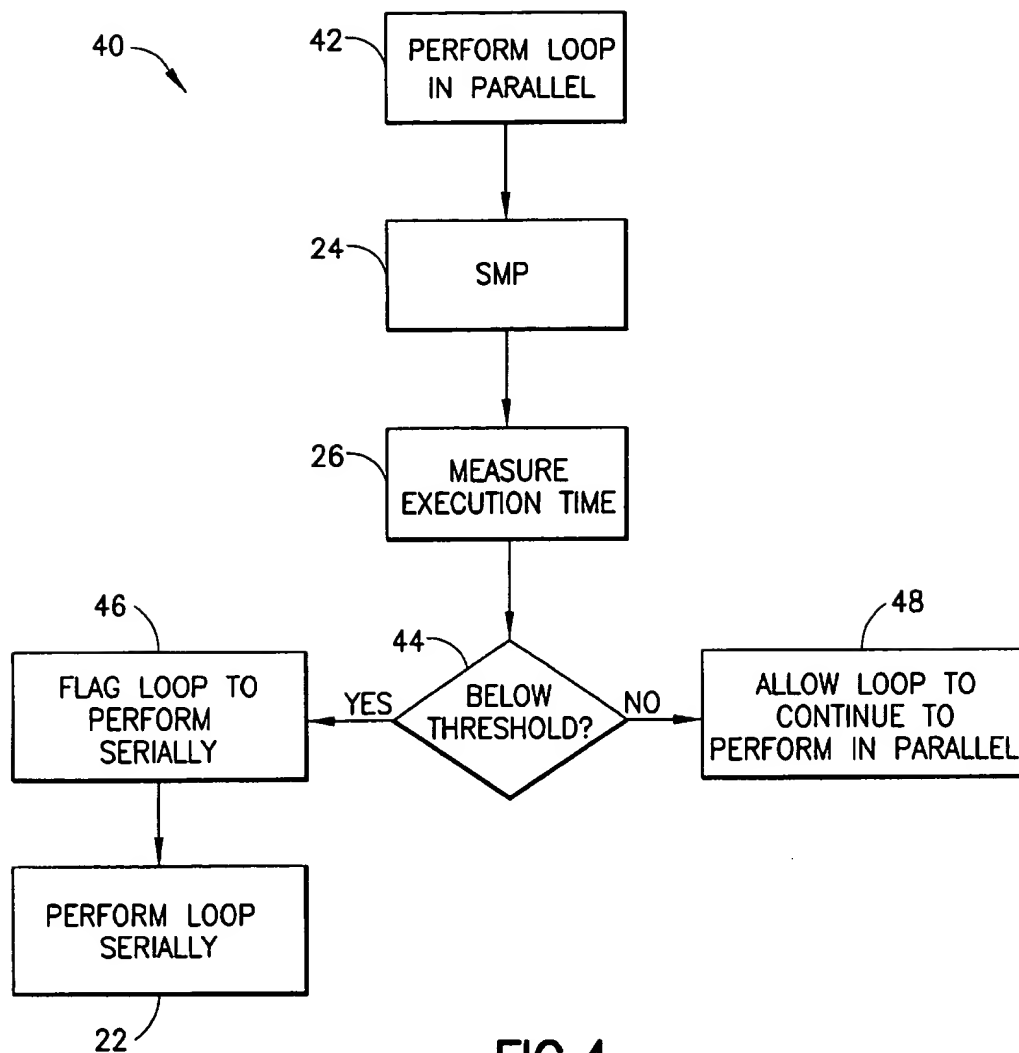 40
42
PERFORM LOOP
IN PARALLEL
24
SMP
26
MEASURE
EXECUTION TIME
46
FLAG LOOP TO
PERFORM
SERIALLY
YES
44
BELOW
THRESHOLD?
NO
48
ALLOW LOOP TO
CONTINUE TO
PERFORM IN PARALLEL
PERFORM LOOP
SERIALLY
22